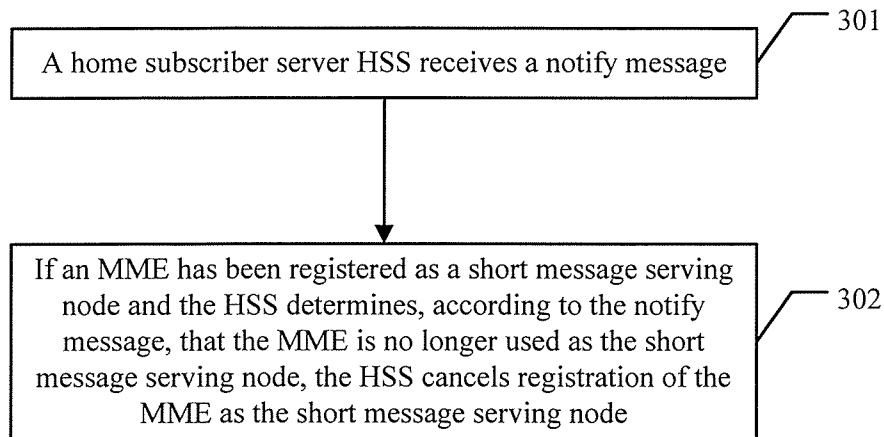 301
A home subscriber server HSS receives a notify message
302
If an MME has been registered as a short message serving
node and the HSS determines, according to the notify
message, that the MME is no longer used as the short
message serving node, the HSS cancels registration of the
MME as the short message serving node